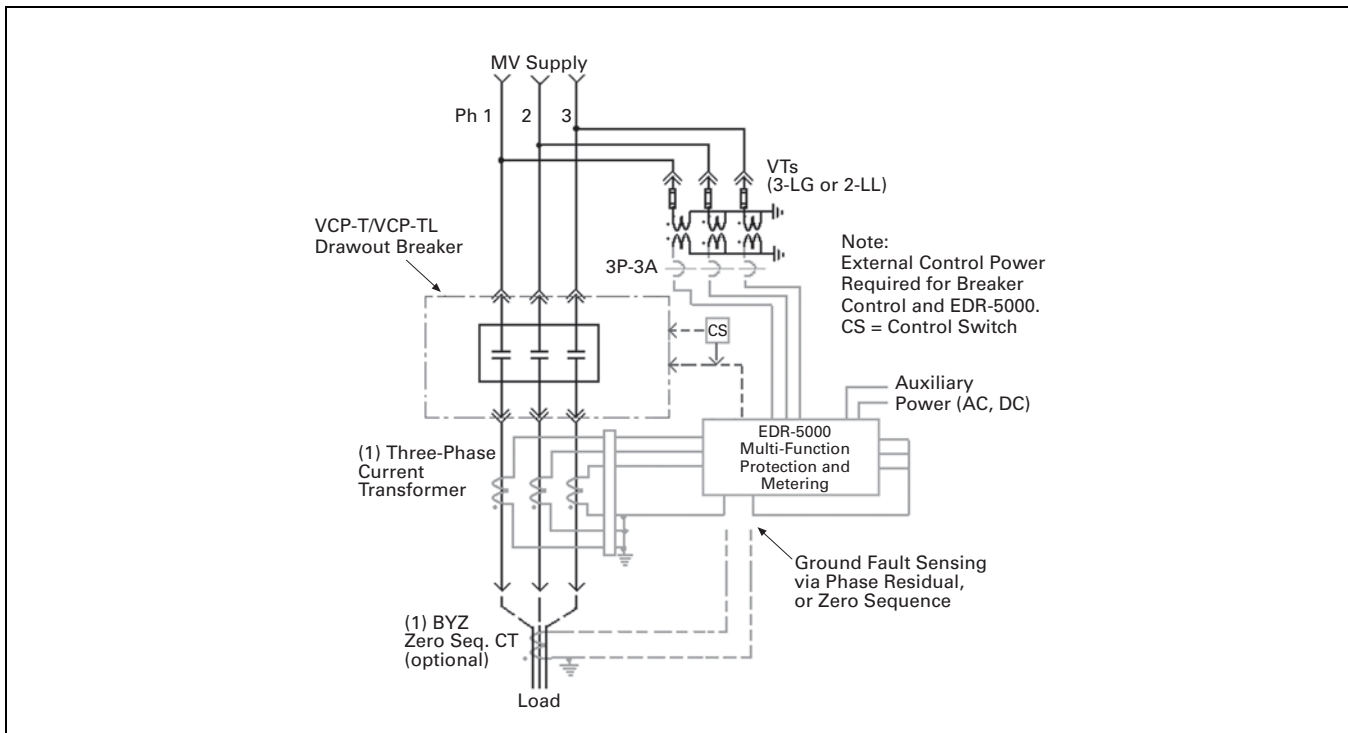 MV Supply
Ph 1 2 3
VTs
(3-LG or 2-LL)
VCP-T/VCP-TL
Drawout Breaker
3P-3A
Note:
External Control Power
Required for Breaker
Control and EDR-5000.
CS = Control Switch
CS
Auxiliary
Power (AC, DC)
EDR-5000
Multi-Function
Protection and
Metering
(1) Three-Phase
Current
Transformer
Ground Fault Sensing
via Phase Residual,
or Zero Sequence
(1) BYZ
Zero Seq. CT
(optional)
Load